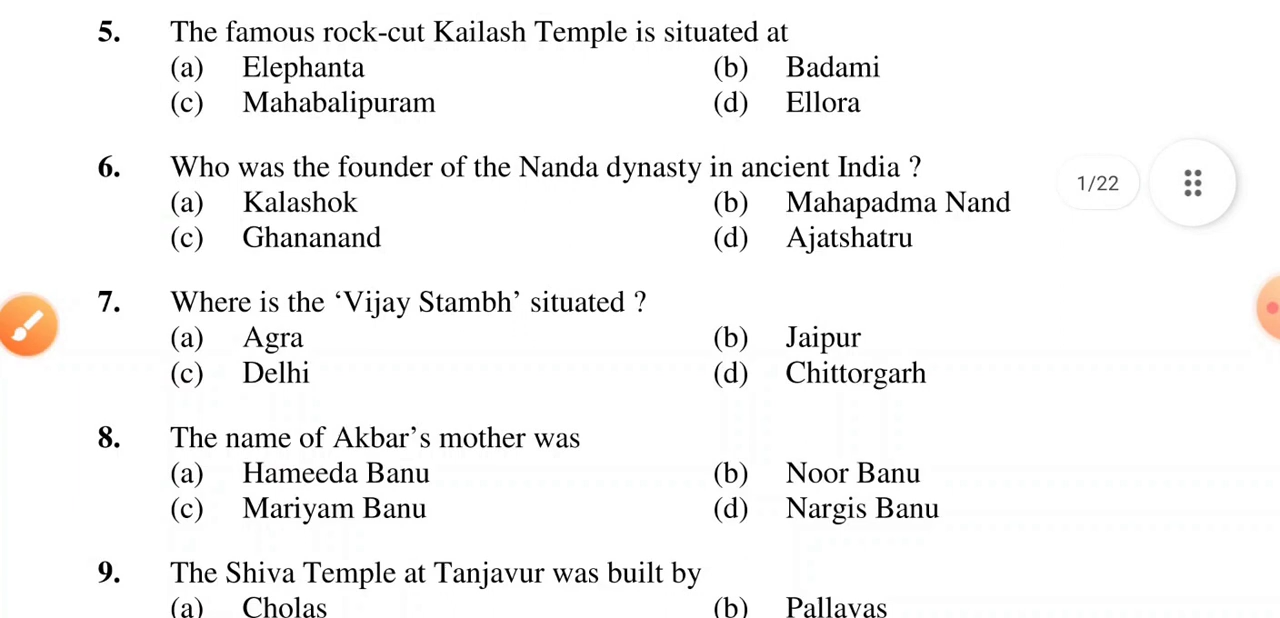 5. The famous rock-cut Kailash Temple is situated at
(a) Elephanta (b) Badami
(c) Mahabalipuram (d) Ellora
6. Who was the founder of the Nanda dynasty in ancient India ?
(a) Kalashok (b) Mahapadma Nand
(c) Ghananand (d) Ajatshatru
1/22
7. Where is the ‘Vijay Stambh’ situated ?
(a) Agra (b) Jaipur
(c) Delhi (d) Chittorgarh
8. The name of Akbar’s mother was
(a) Hameeda Banu (b) Noor Banu
(c) Mariyam Banu (d) Nargis Banu
9. The Shiva Temple at Tanjavur was built by
(a) Cholas (b) Pallavas